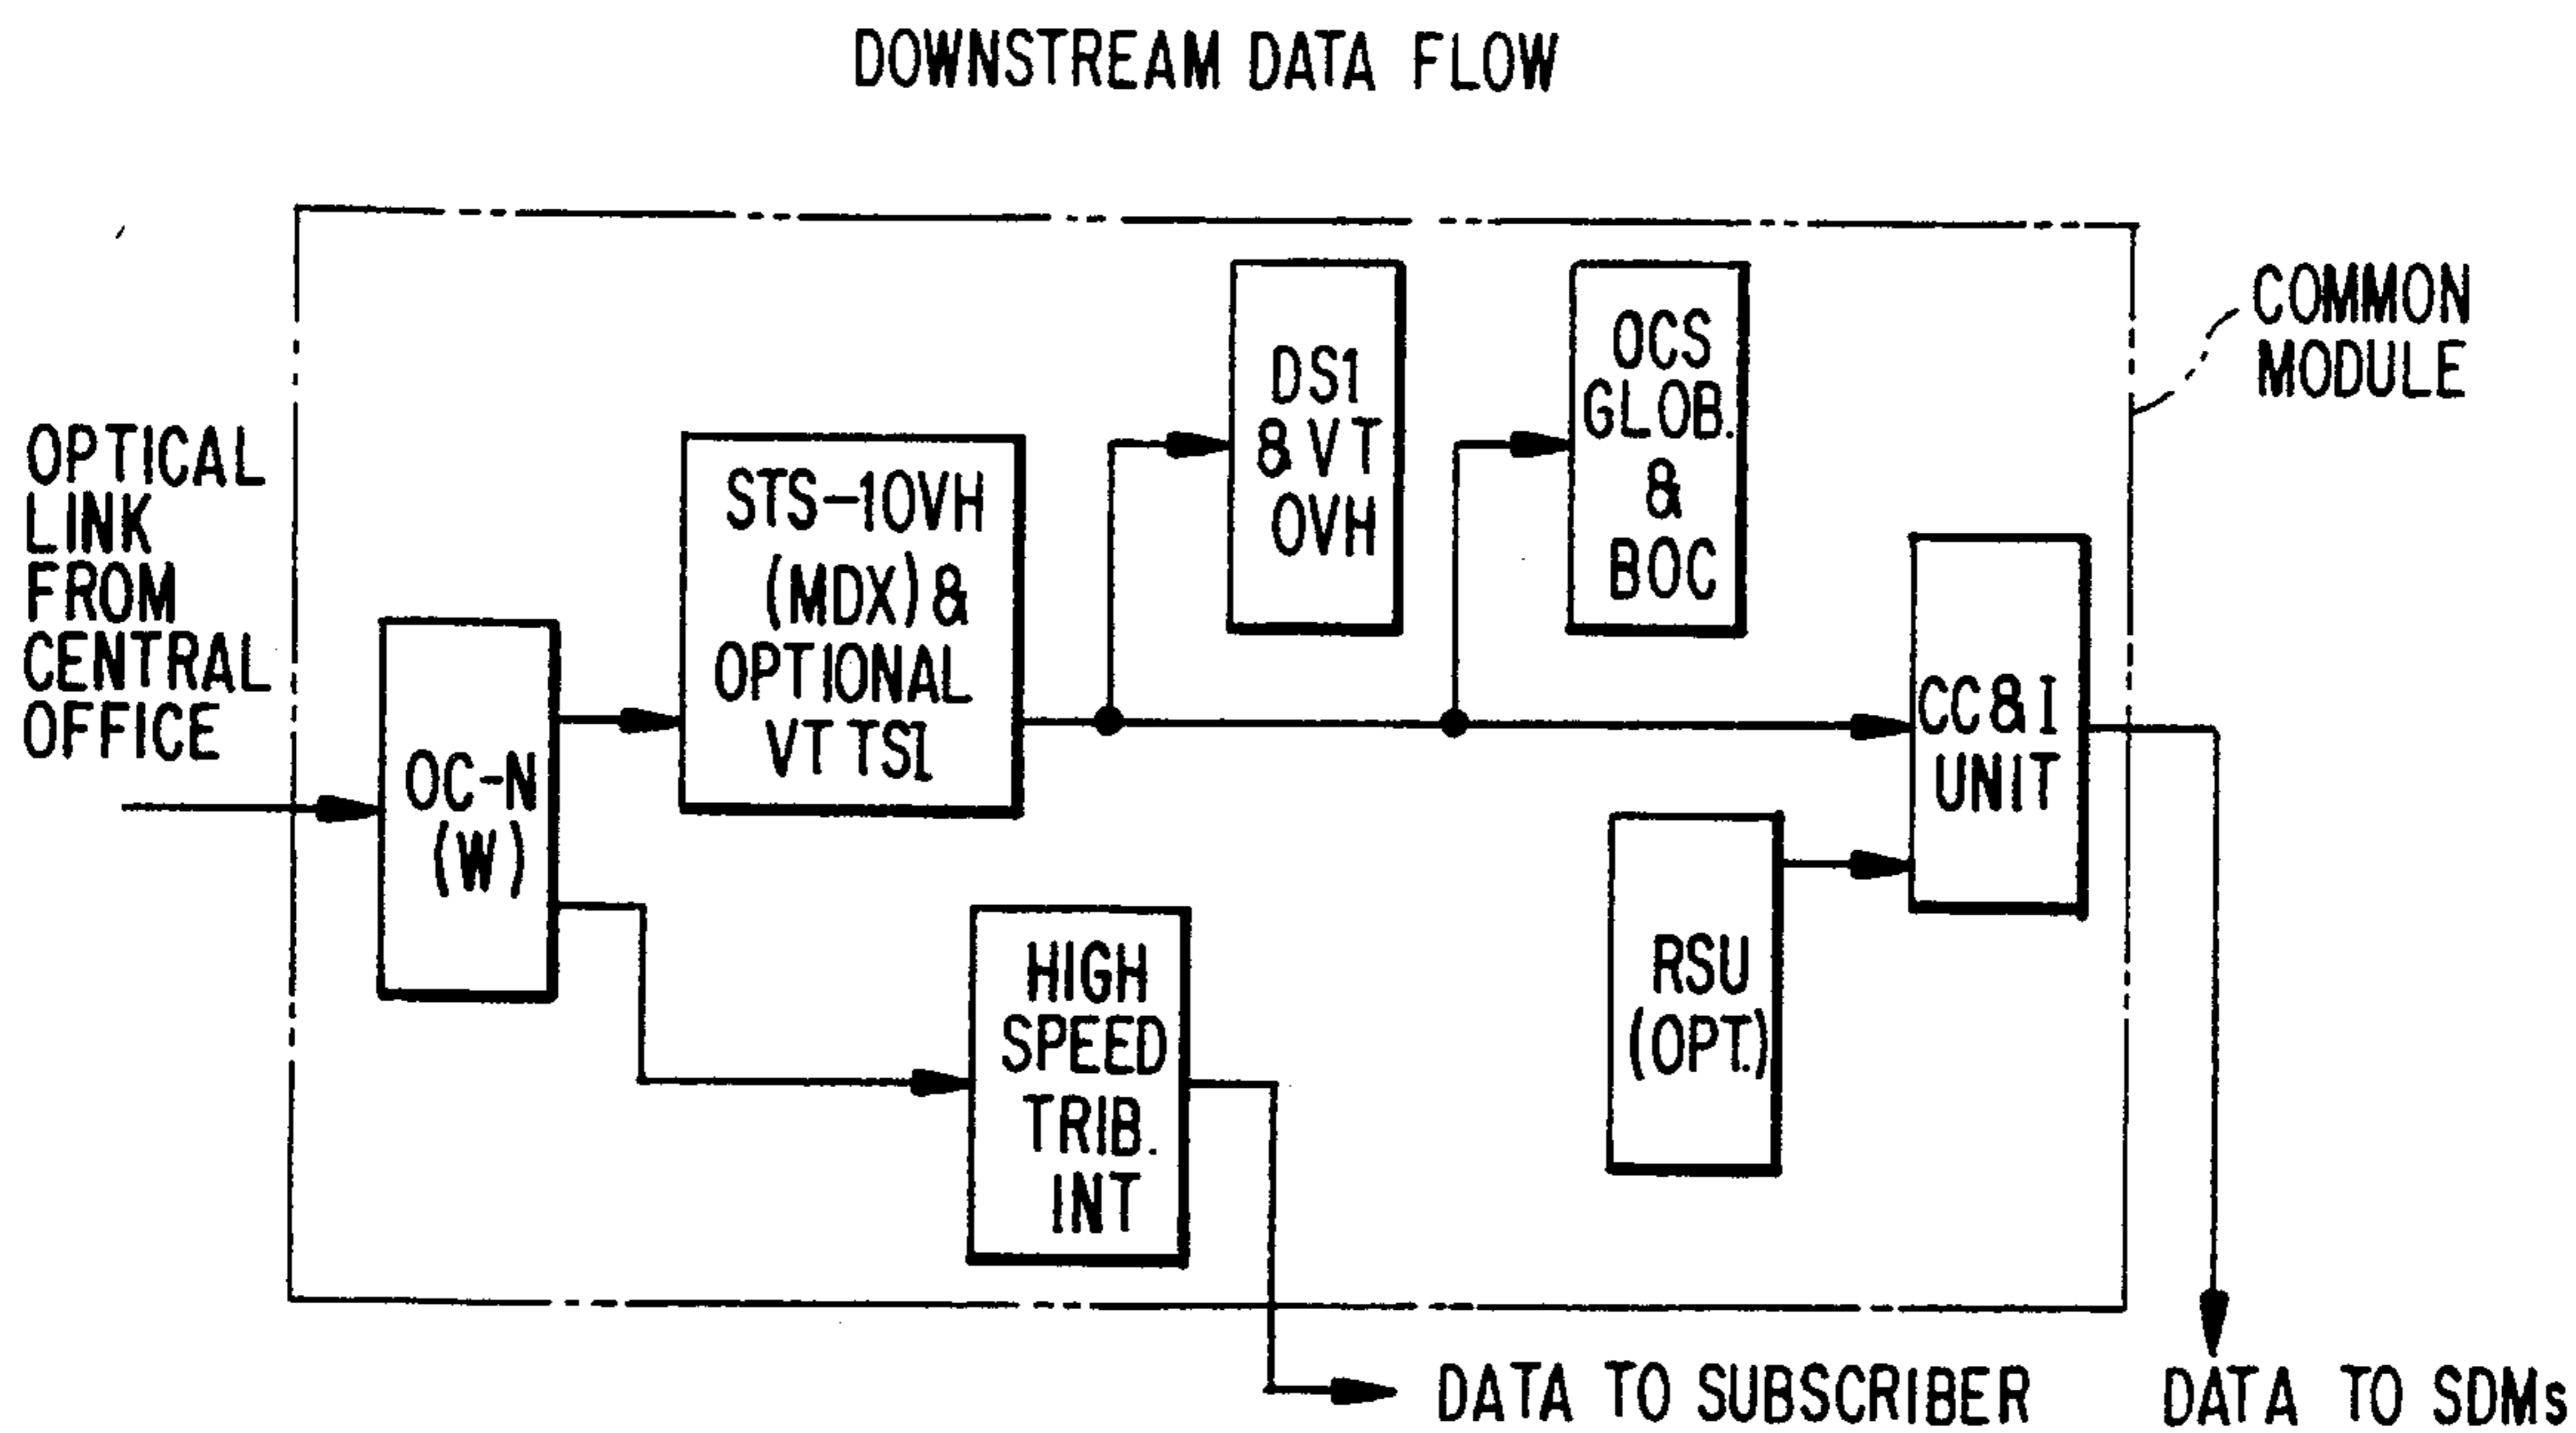 DOWNSTREAM DATA FLOW
OPTICAL
LINK
FROM
CENTRAL
OFFICE
OC-N
(W)
STS-1OVH
(MDX) &
OPTIONAL
VT TSI
DS1
& VT
OVH
OCS
GLOB.
&
BOC
COMMON
MODULE
CC & I
UNIT
HIGH
SPEED
TRIB.
INT
RSU
(OPT.)
DATA TO SUBSCRIBER
DATA TO SDMs